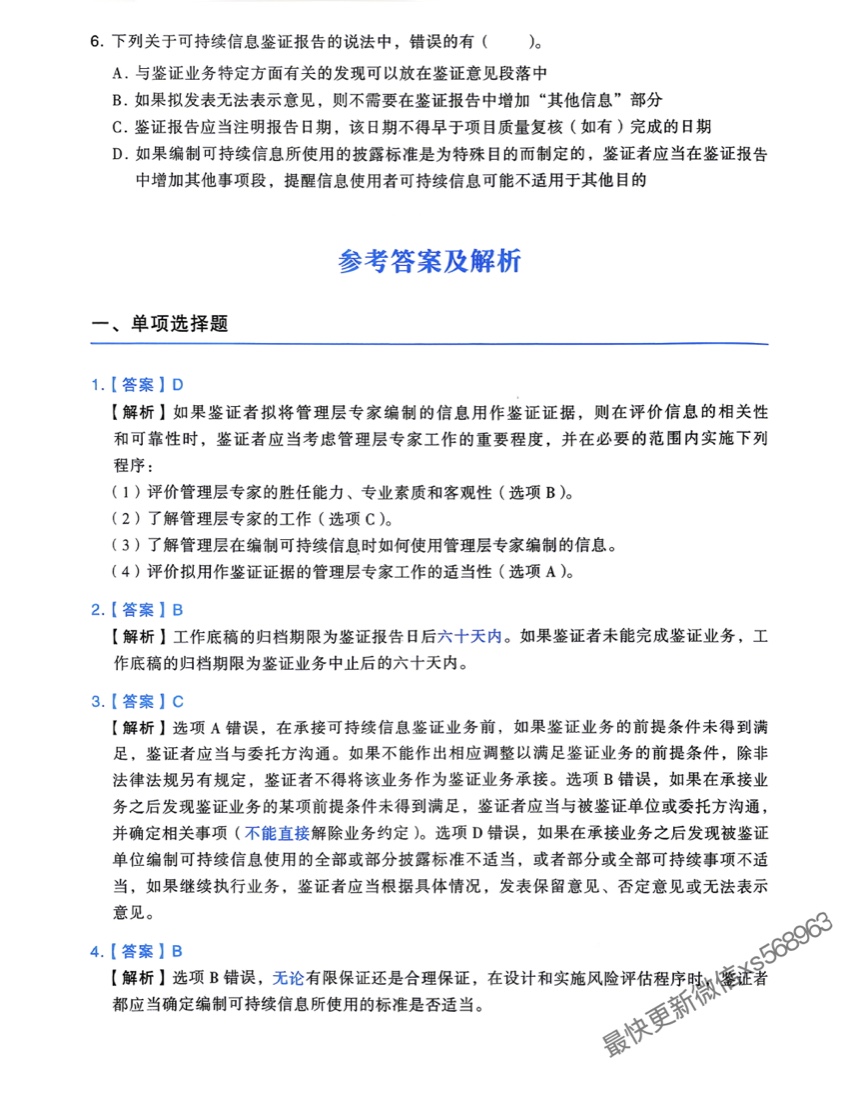 6. 下列关于可持续信息鉴证报告的说法中，错误的有（　　）。
A. 与鉴证业务特定方面有关的发现可以放在鉴证意见段落中
B. 如果拟发表无法表示意见，则不需要在鉴证报告中增加“其他信息”部分
C. 鉴证报告应当注明报告日期，该日期不得早于项目质量复核（如有）完成的日期
D. 如果编制可持续信息所使用的披露标准是为特殊目的而制定的，鉴证者应当在鉴证报告
中增加其他事项段，提醒信息使用者可持续信息可能不适用于其他目的
参考答案及解析
一、单项选择题
1.【答案】D
【解析】如果鉴证者拟将管理层专家编制的信息用作鉴证证据，则在评价信息的相关性
和可靠性时，鉴证者应当考虑管理层专家工作的重要程度，并在必要的范围内实施下列
程序：
（1）评价管理层专家的胜任能力、专业素质和客观性（选项 B）。
（2）了解管理层专家的工作（选项 C）。
（3）了解管理层在编制可持续信息时如何使用管理层专家编制的信息。
（4）评价拟用作鉴证证据的管理层专家工作的适当性（选项 A）。
2.【答案】B
【解析】工作底稿的归档期限为鉴证报告日后六十天内。如果鉴证者未能完成鉴证业务，工
作底稿的归档期限为鉴证业务中止后的六十天内。
3.【答案】C
【解析】选项 A 错误，在承接可持续信息鉴证业务前，如果鉴证业务的前提条件未得到满
足，鉴证者应当与委托方沟通。如果不能作出相应调整以满足鉴证业务的前提条件，除非
法律法规另有规定，鉴证者不得将该业务作为鉴证业务承接。选项 B 错误，如果在承接业
务之后发现鉴证业务的某项前提条件未得到满足，鉴证者应当与被鉴证单位或委托方沟通，
并确定相关事项（不能直接解除业务约定）。选项 D 错误，如果在承接业务之后发现被鉴证
单位编制可持续信息使用的全部或部分披露标准不适当，或者部分或全部可持续事项不适
当，如果继续执行业务，鉴证者应当根据具体情况，发表保留意见、否定意见或无法表示
意见。
4.【答案】B
【解析】选项 B 错误，无论有限保证还是合理保证，在设计和实施风险评估程序时，鉴证者
都应当确定编制可持续信息所使用的标准是否适当。
最快更新微信xs568963